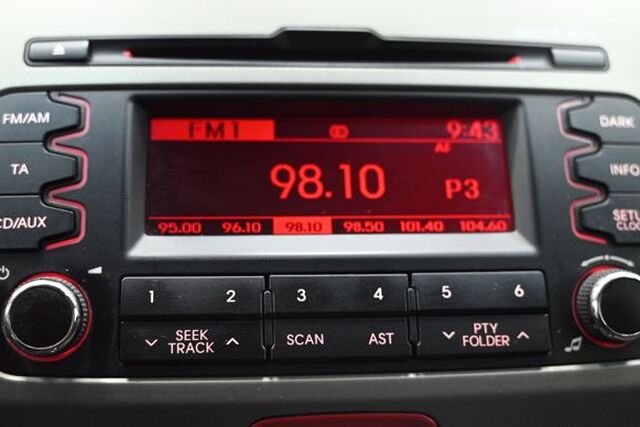 FM1 9:43
AF
98.10 P3
95.00 96.10 98.10 98.50 101.40 104.60
FM/AM
TA
CD/AUX
DARK
INFO
SETU
CLOC
1 2 3 4 5 6
SEEK
TRACK
SCAN AST
PTY
FOLDER